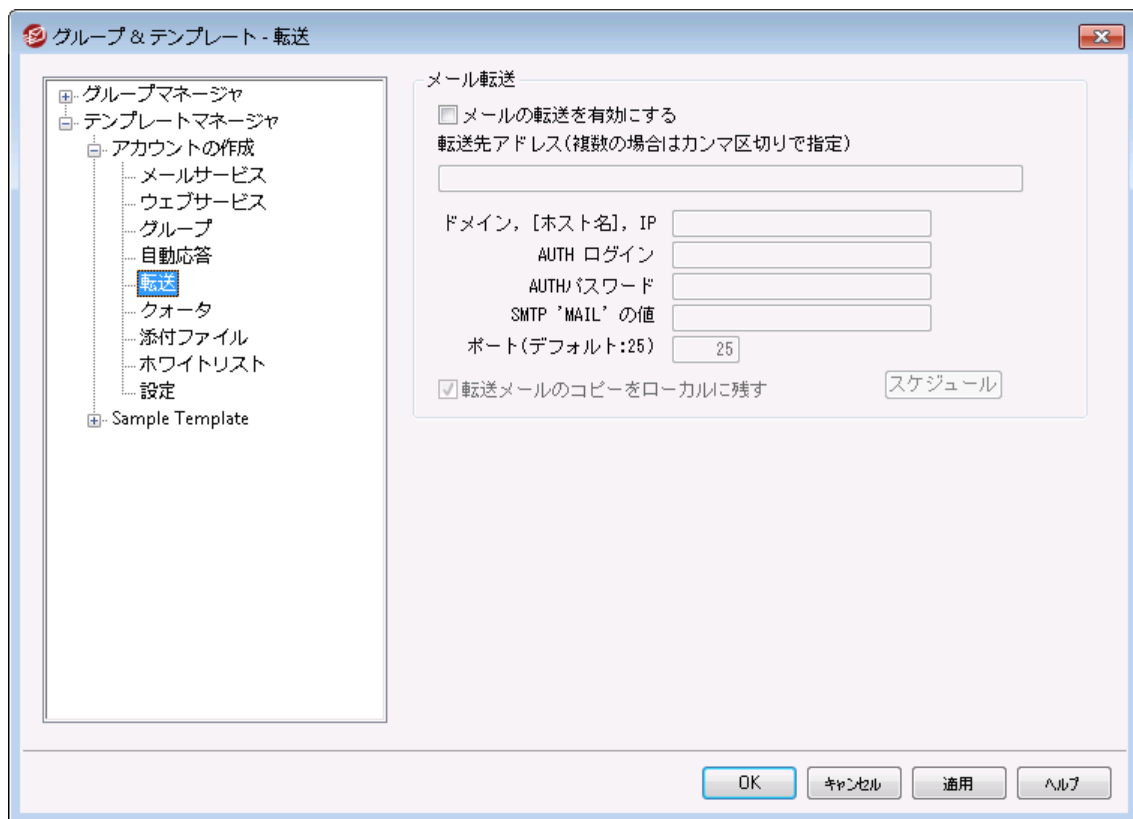 グループ & テンプレート - 転送
グループマネージャ
テンプレートマネージャ
アカウントの作成
メールサービス
ウェブサービス
グループ
自動応答
転送
クォータ
添付ファイル
ホワイトリスト
設定
Sample Template
メール転送
メールの転送を有効にする
転送先アドレス(複数の場合はカンマ区切りで指定)
ドメイン, [ホスト名], IP
AUTH ログイン
AUTHパスワード
SMTP 'MAIL' の値
ポート(デフォルト:25) 25
転送メールのコピーをローカルに残す スケジュール
OK キャンセル 適用 ヘルプ